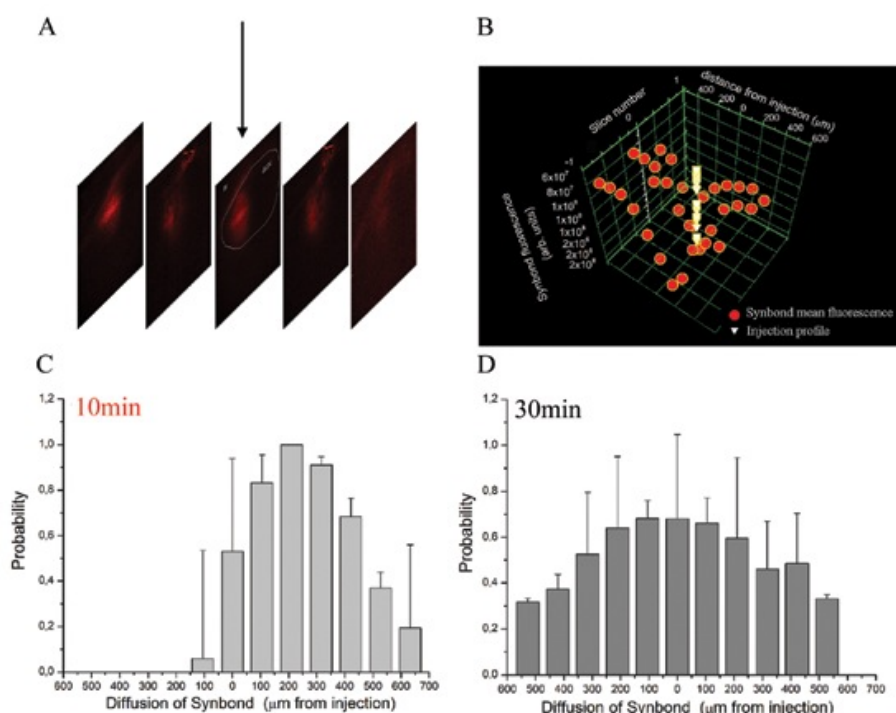 A
B
Slice number
distance from injection (µm)
1
0
-1
400
200
0
200
400
600
Synbond fluorescence
(arb. units)
6x10⁷
8x10⁷
1x10⁸
1x10⁸
1x10⁸
2x10⁸
2x10⁸
2x10⁸
Synbond mean fluorescence
Injection profile
C
10min
Probability
1,2
1,0
0,8
0,6
0,4
0,2
0,0
600 500 400 300 200 100 0 100 200 300 400 500 600 700
Diffusion of Synbond (µm from injection)
D
30min
Probability
1,2
1,0
0,8
0,6
0,4
0,2
0,0
600 500 400 300 200 100 0 100 200 300 400 500 600 700
Diffusion of Synbond (µm from injection)